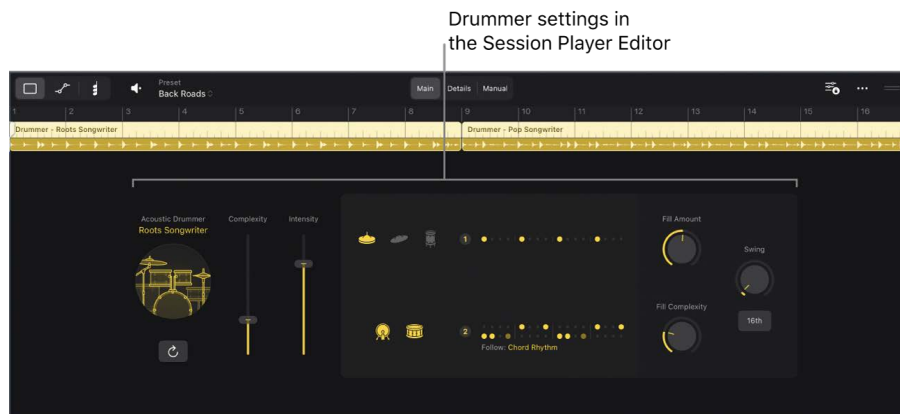 Drummer settings in
the Session Player Editor
Preset
Back Roads
Main Details Manual
1 2 3 4 5 6 7 8 9 10 11 12 13 14 15 16
Drummer - Roots Songwriter
Drummer - Pop Songwriter
Acoustic Drummer
Roots Songwriter
Complexity
Intensity
1
2
Follow: Chord Rhythm
Fill Amount
Fill Complexity
Swing
16th